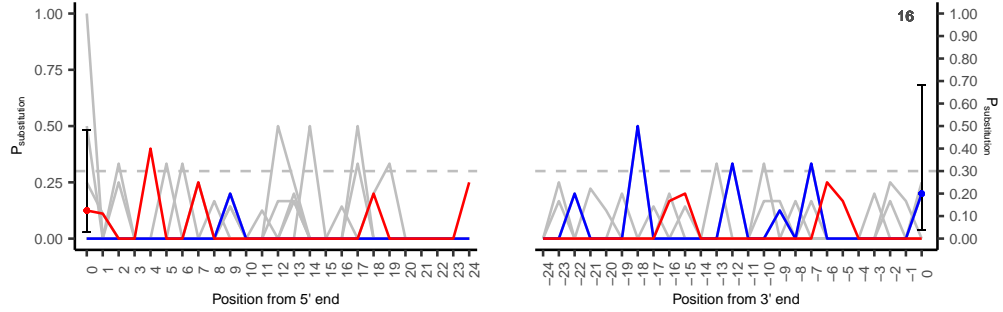 1.00
0.75
0.50
0.25
0.00
Psubstitution
0 1 2 3 4 5 6 7 8 9 10 11 12 13 14 15 16 17 18 19 20 21 22 23 24
Position from 5' end
16
1.00
0.90
0.80
0.70
0.60
0.50
0.40
0.30
0.20
0.10
0.00
Psubstitution
−24 −23 −22 −21 −20 −19 −18 −17 −16 −15 −14 −13 −12 −11 −10 −9 −8 −7 −6 −5 −4 −3 −2 −1 0
Position from 3' end